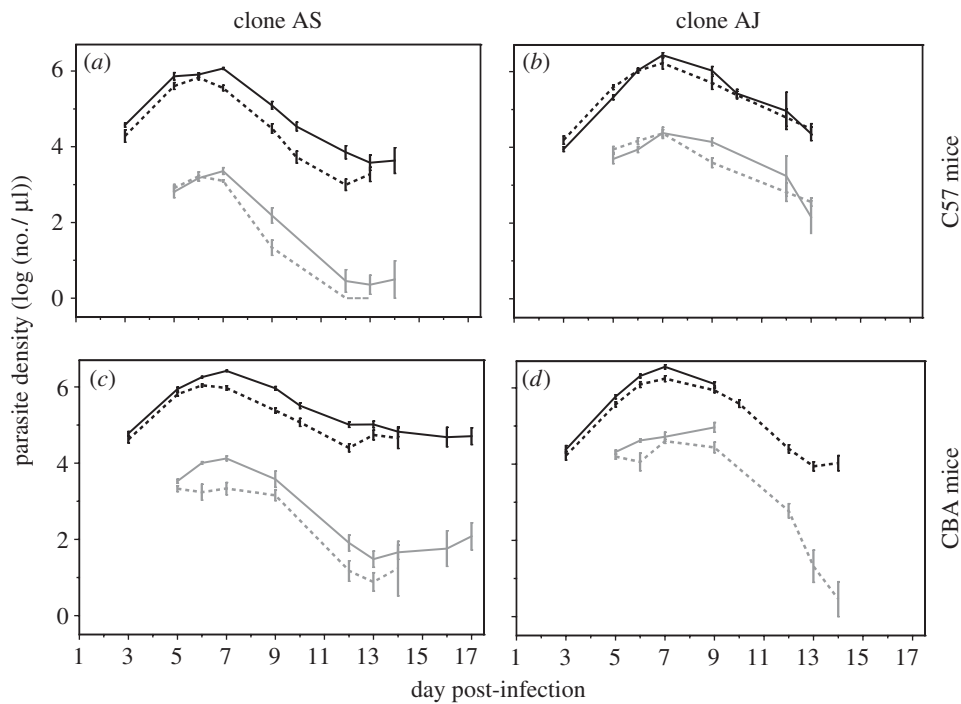 clone AS
clone AJ
(a)
(b)
6
4
2
0
C57 mice
parasite density (log (no./ μl))
(c)
(d)
6
4
2
0
CBA mice
1 3 5 7 9 11 13 15 17
1 3 5 7 9 11 13 15 17
day post-infection